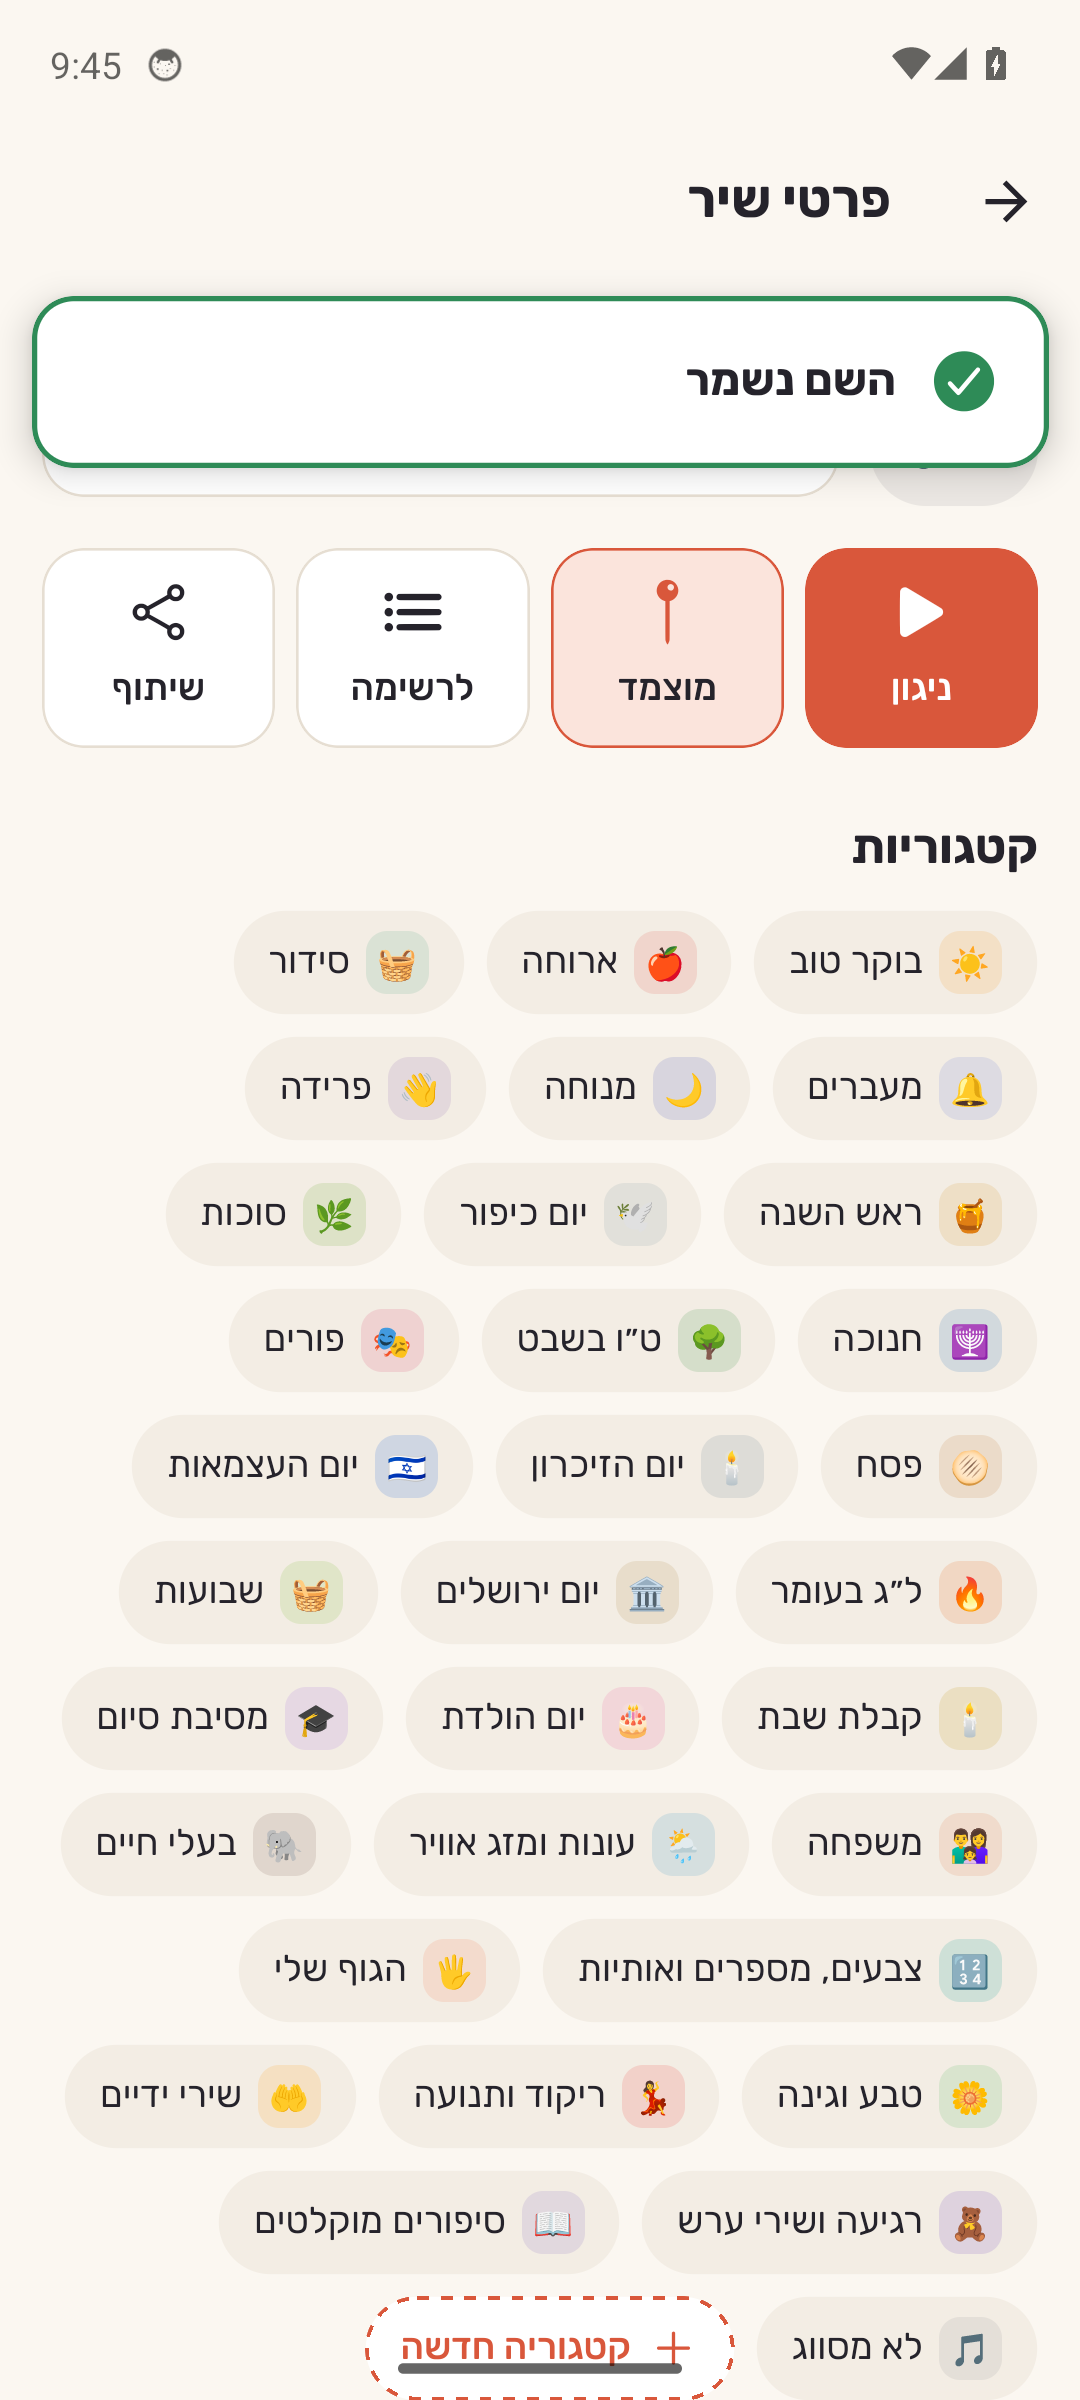 9:45
פרטי שיר
השם נשמר
ניגון
מוצמד
לרשימה
שיתוף
קטגוריות
בוקר טוב
ארוחה
סידור
מעברים
מנוחה
פרידה
ראש השנה
יום כיפור
סוכות
חנוכה
ט״ו בשבט
פורים
פסח
יום הזיכרון
יום העצמאות
ל״ג בעומר
יום ירושלים
שבועות
קבלת שבת
יום הולדת
מסיבת סיום
משפחה
עונות ומזג אוויר
בעלי חיים
צבעים, מספרים ואותיות
הגוף שלי
טבע וגינה
ריקוד ותנועה
שירי ידיים
רגיעה ושירי ערש
סיפורים מוקלטים
לא מסווג
קטגוריה חדשה